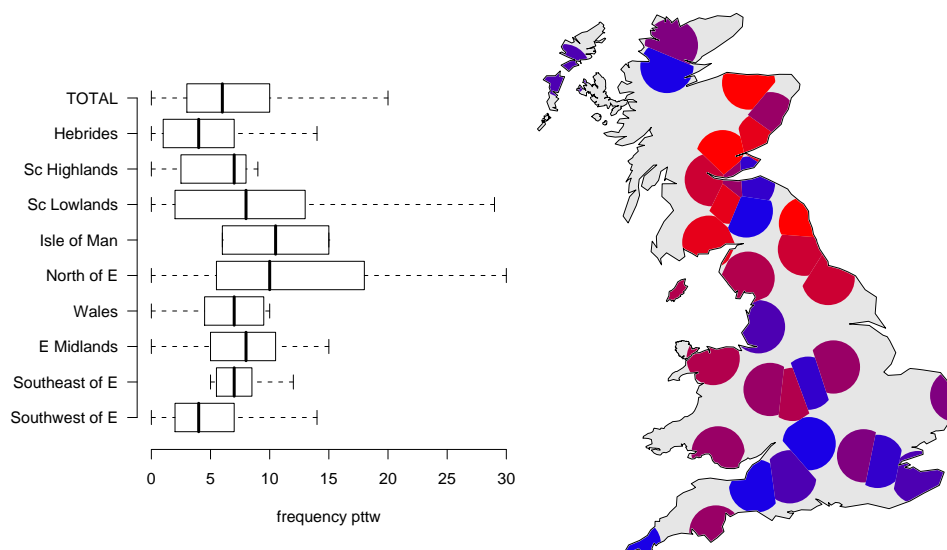 TOTAL
Hebrides
Sc Highlands
Sc Lowlands
Isle of Man
North of E
Wales
E Midlands
Southeast of E
Southwest of E
0 5 10 15 20 25 30
frequency pttw